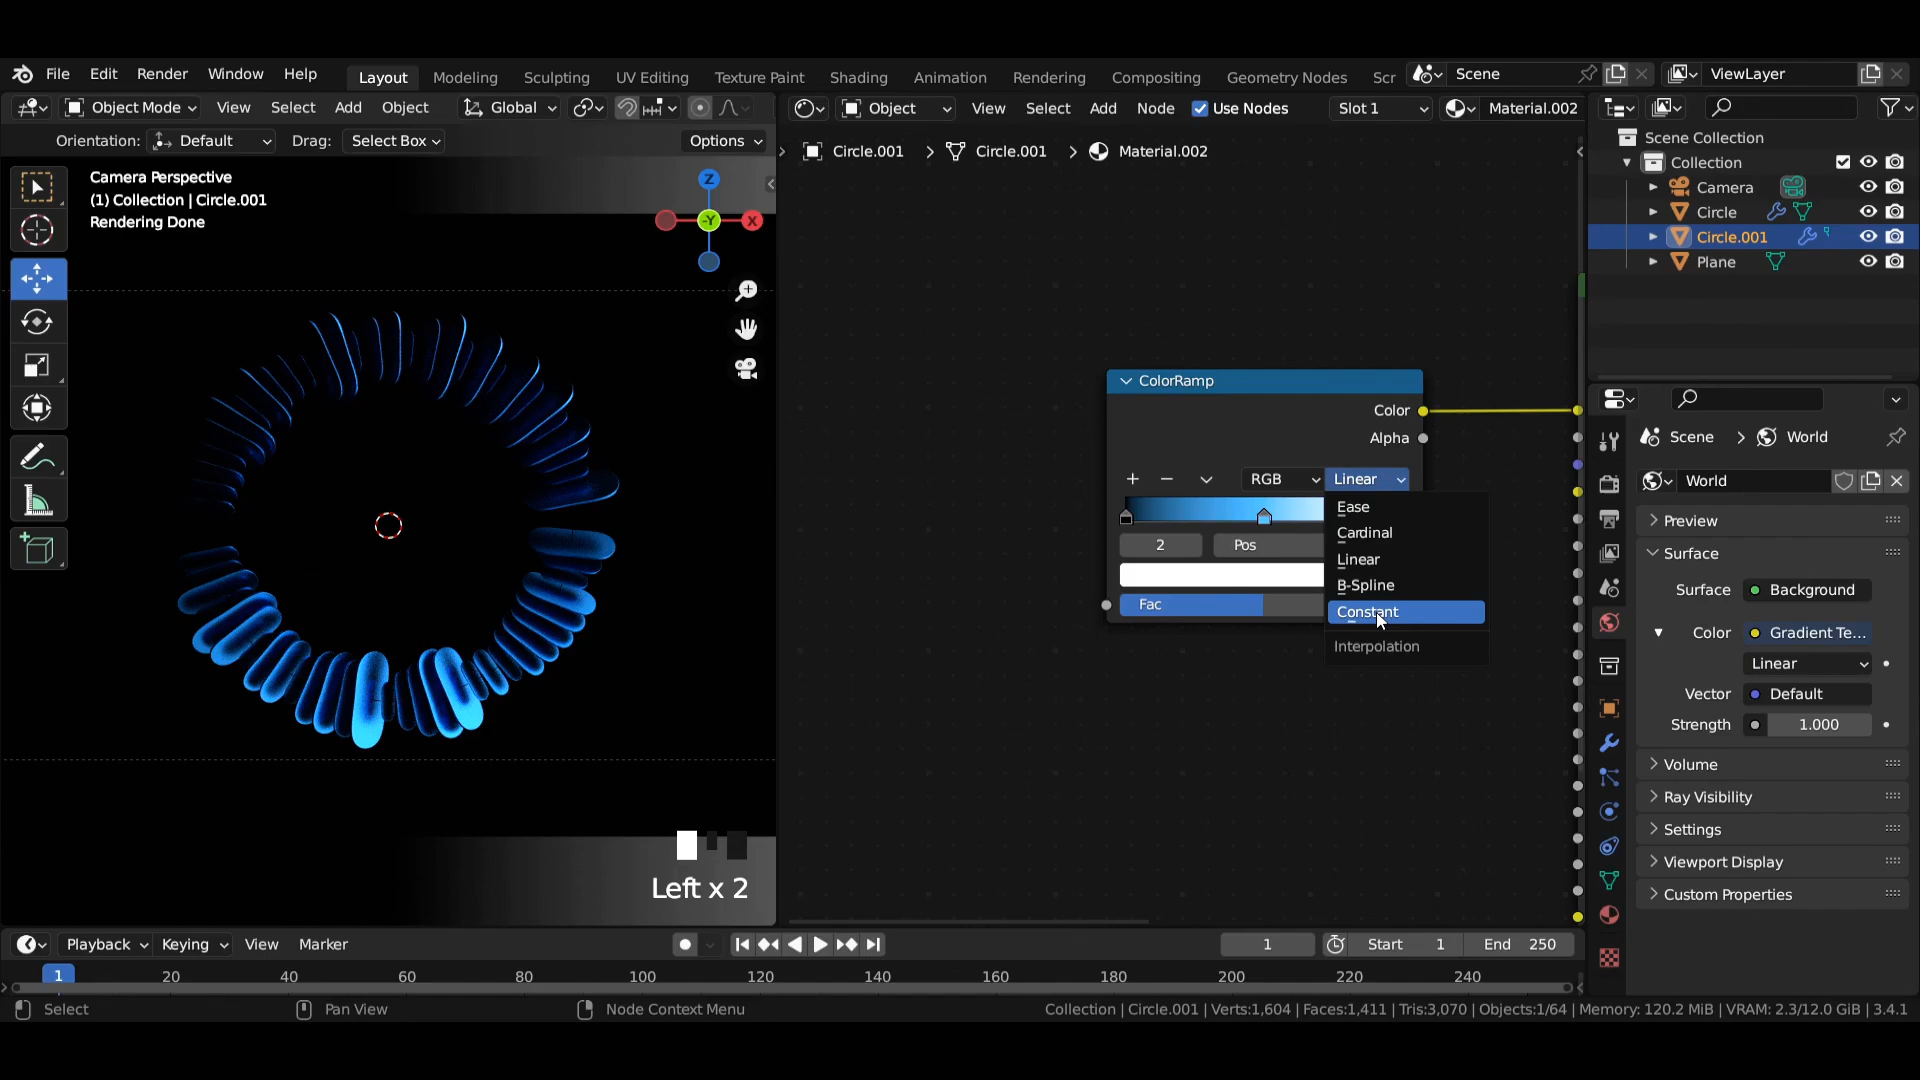 File Edit Render Window Help Layout Modeling Sculpting UV Editing Texture Paint Shading Animation Rendering Compositing Geometry Nodes Scr Scene ViewLayer
Object Mode View Select Add Object Global Object View Select Add Node Use Nodes Slot 1 Material.002
Orientation: Default Drag: Select Box Options
Circle.001 > Circle.001 > Material.002
Camera Perspective
(1) Collection | Circle.001
Rendering Done
Z
-Y
X
ColorRamp
Color
Alpha
RGB Linear
Ease
Cardinal
Linear
B-Spline
Constant
Interpolation
2 Pos
Fac
Left x 2
Scene Collection
Collection
Camera
Circle
Circle.001
Plane
Scene > World
World
Preview
Surface
Surface Background
Color Gradient Te...
Linear
Vector Default
Strength 1.000
Volume
Ray Visibility
Settings
Viewport Display
Custom Properties
Playback Keying View Marker 1 Start 1 End 250
1 20 40 60 80 100 120 140 160 180 200 220 240
Select Pan View Node Context Menu Collection | Circle.001 | Verts:1,604 | Faces:1,411 | Tris:3,070 | Objects:1/64 | Memory: 120.2 MiB | VRAM: 2.3/12.0 GiB | 3.4.1